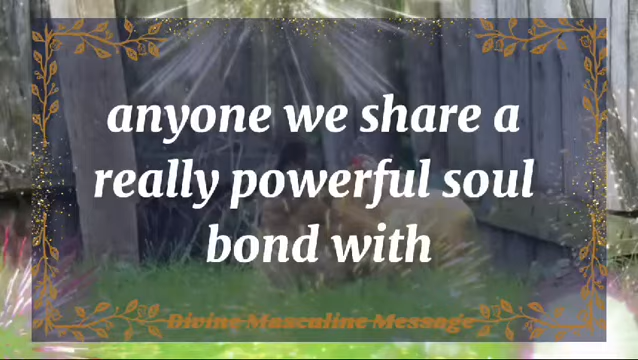 anyone we share a
really powerful soul
bond with
Divine Masculine Message